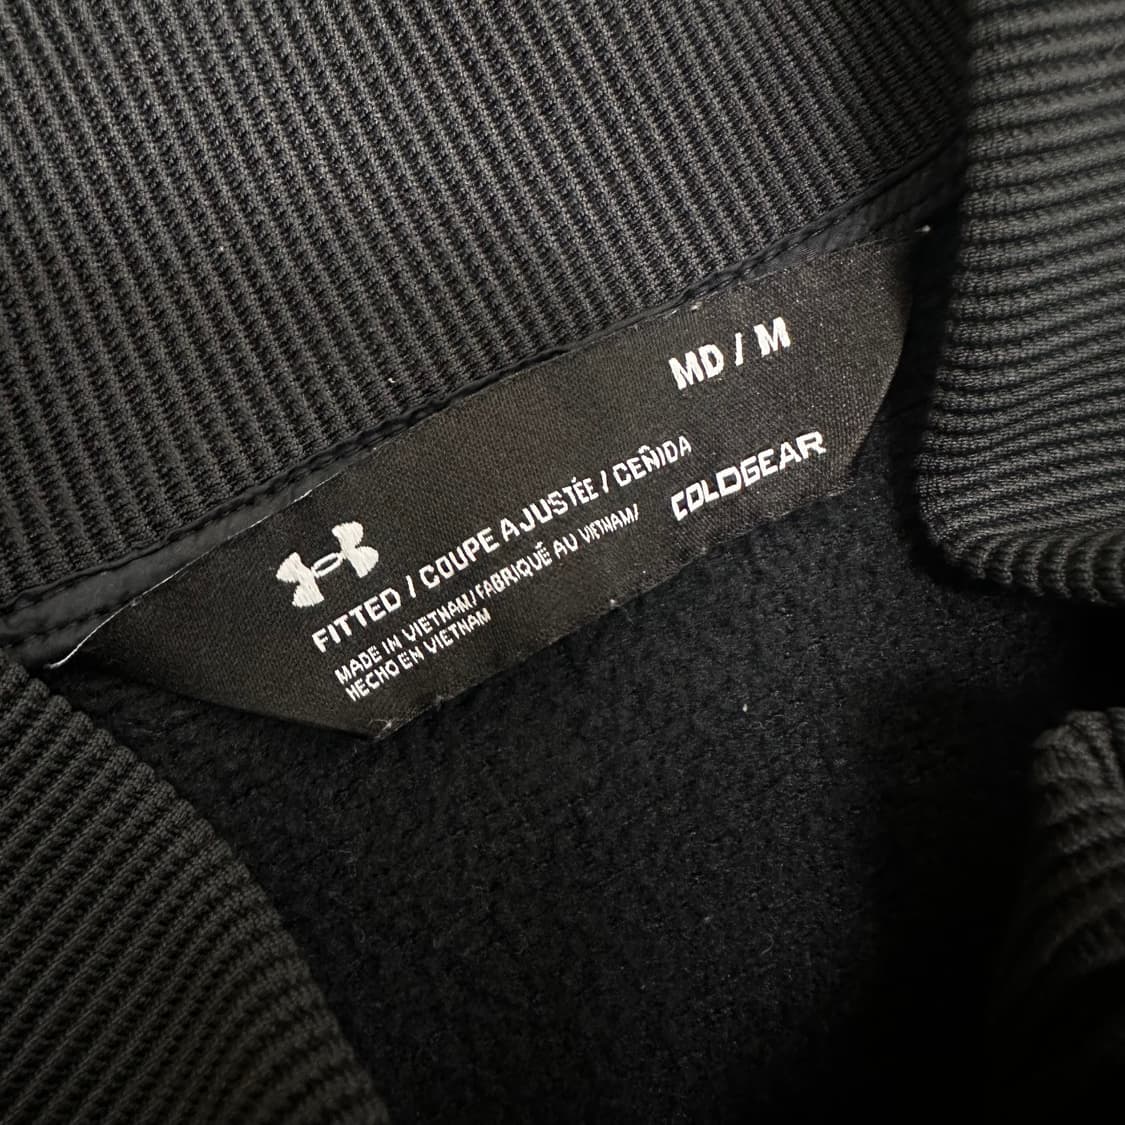 MD / M
FITTED / COUPE AJUSTÉE / CEÑIDA
MADE IN VIETNAM/FABRIQUÉ AU VIETNAM/
HECHO EN VIETNAM
COLDGEAR